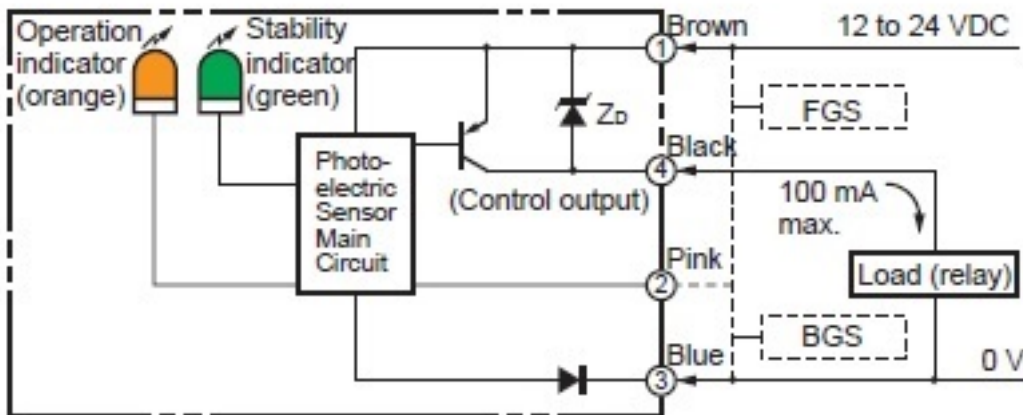 Operation
indicator
(orange)
Stability
indicator
(green)
Photo-
electric
Sensor
Main
Circuit
ZD
(Control output)
1
Brown
12 to 24 VDC
FGS
4
Black
100 mA
max.
Load (relay)
2
Pink
BGS
3
Blue
0 V